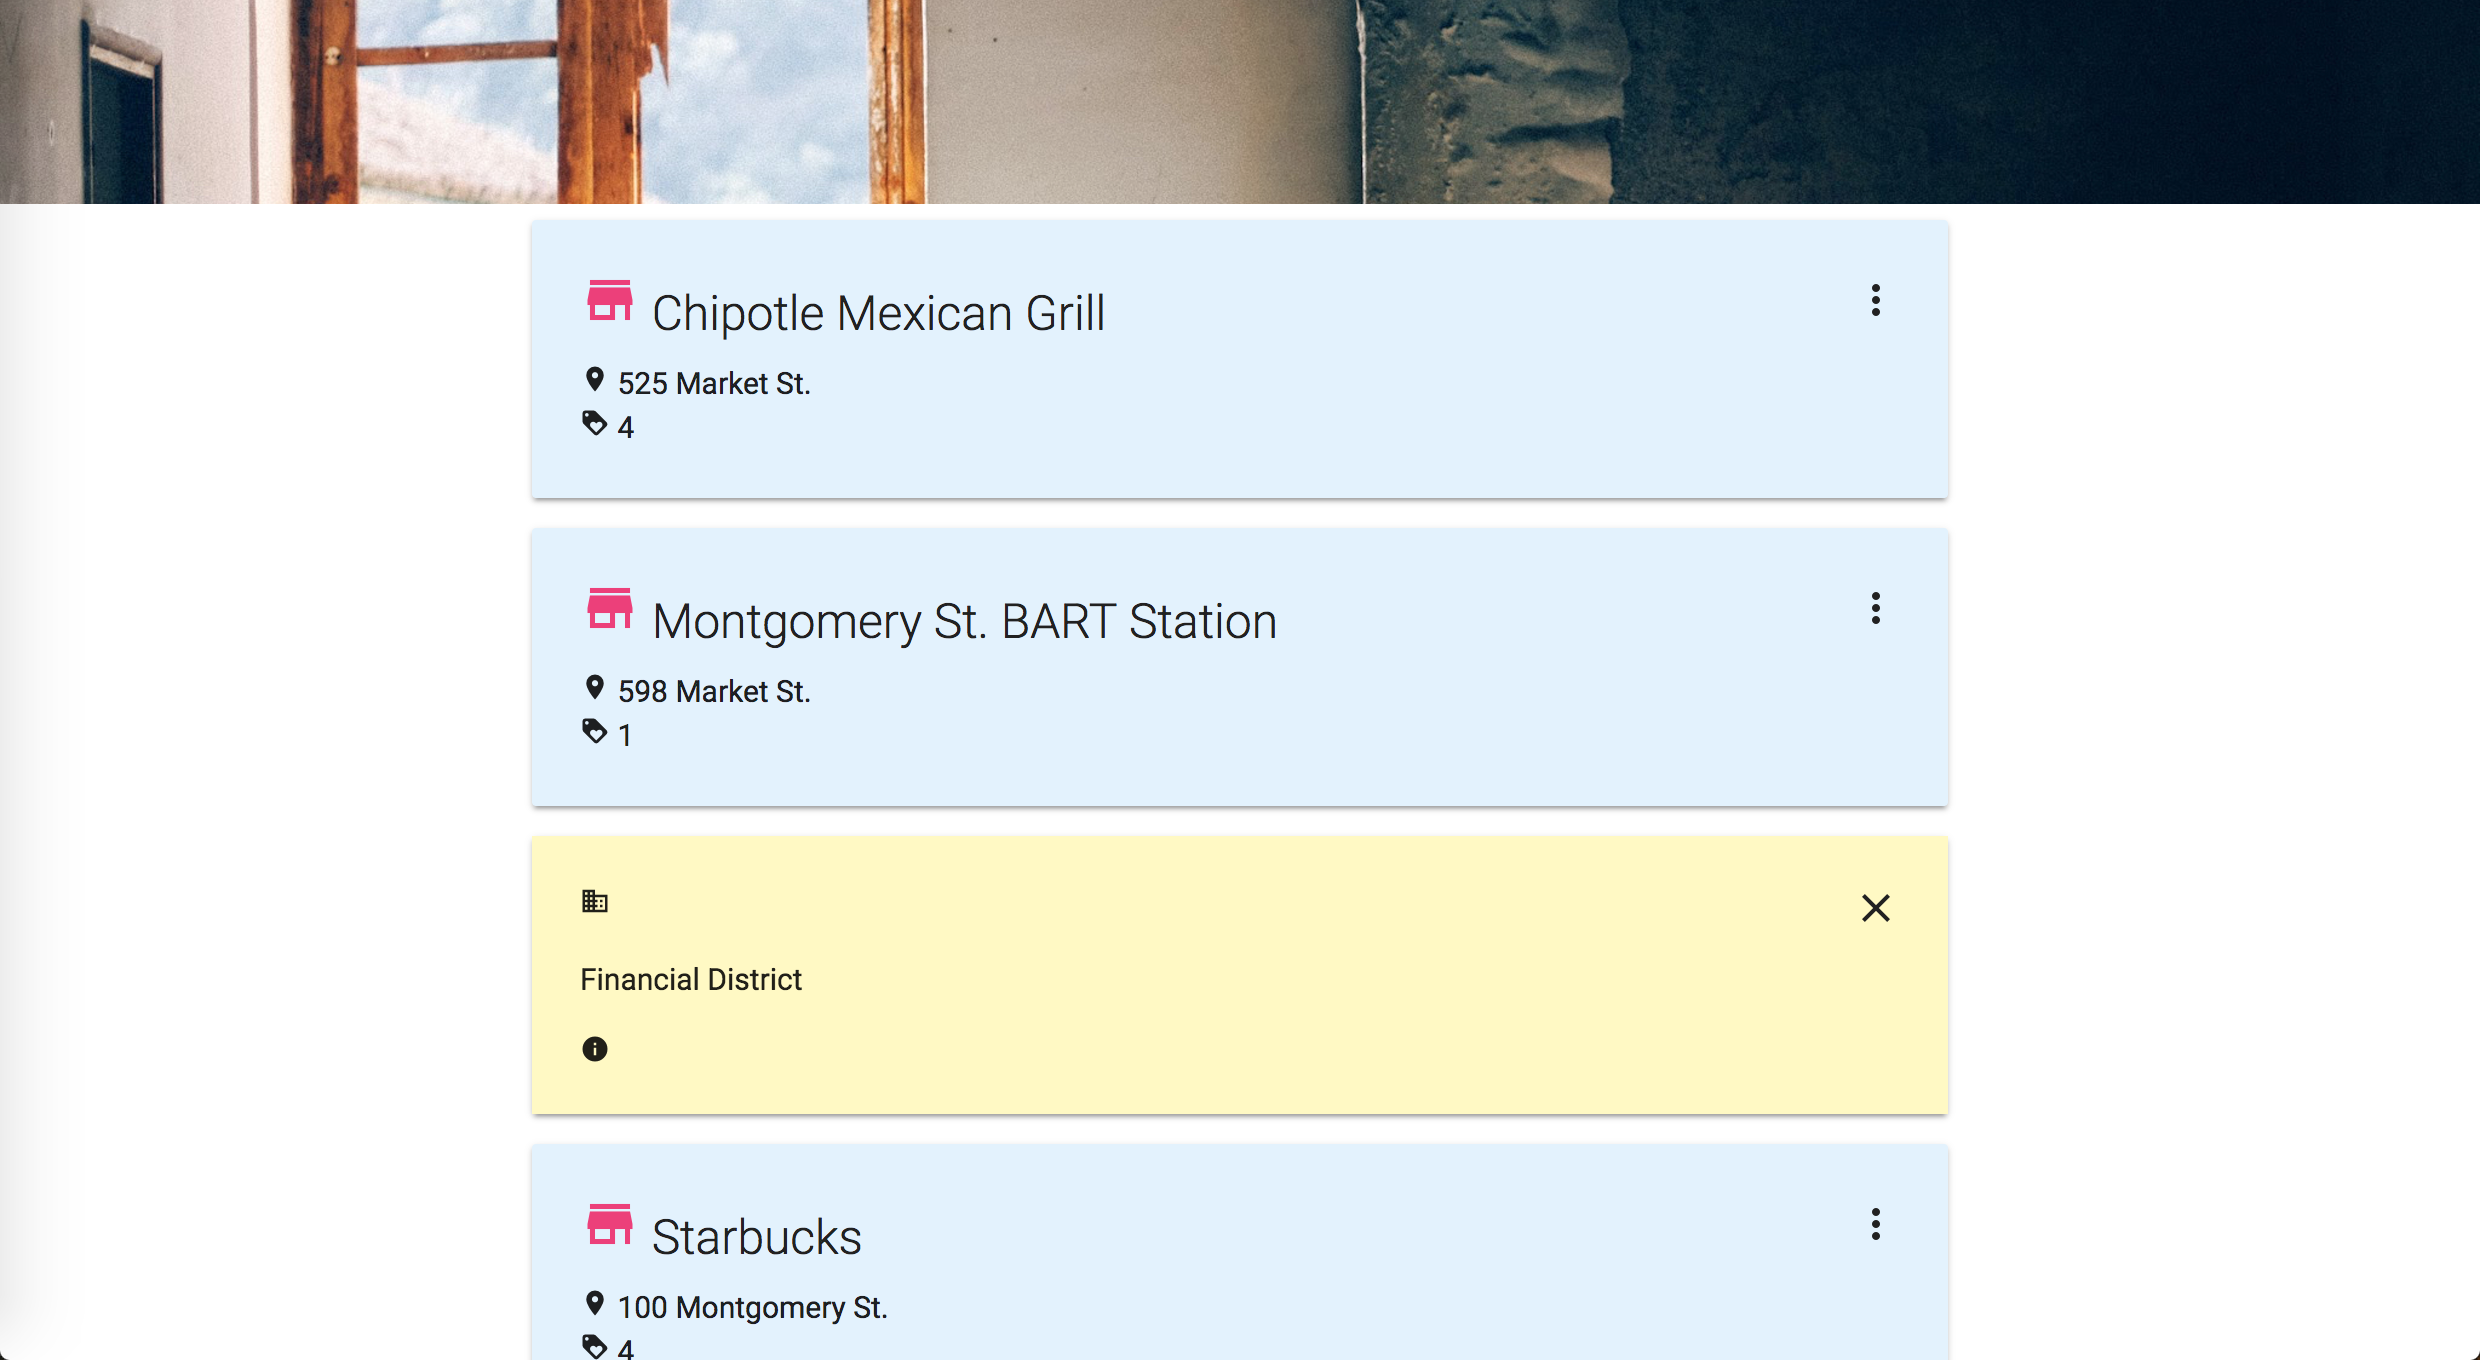 Chipotle Mexican Grill
525 Market St.
4
Montgomery St. BART Station
598 Market St.
1
Financial District
Starbucks
100 Montgomery St.
4